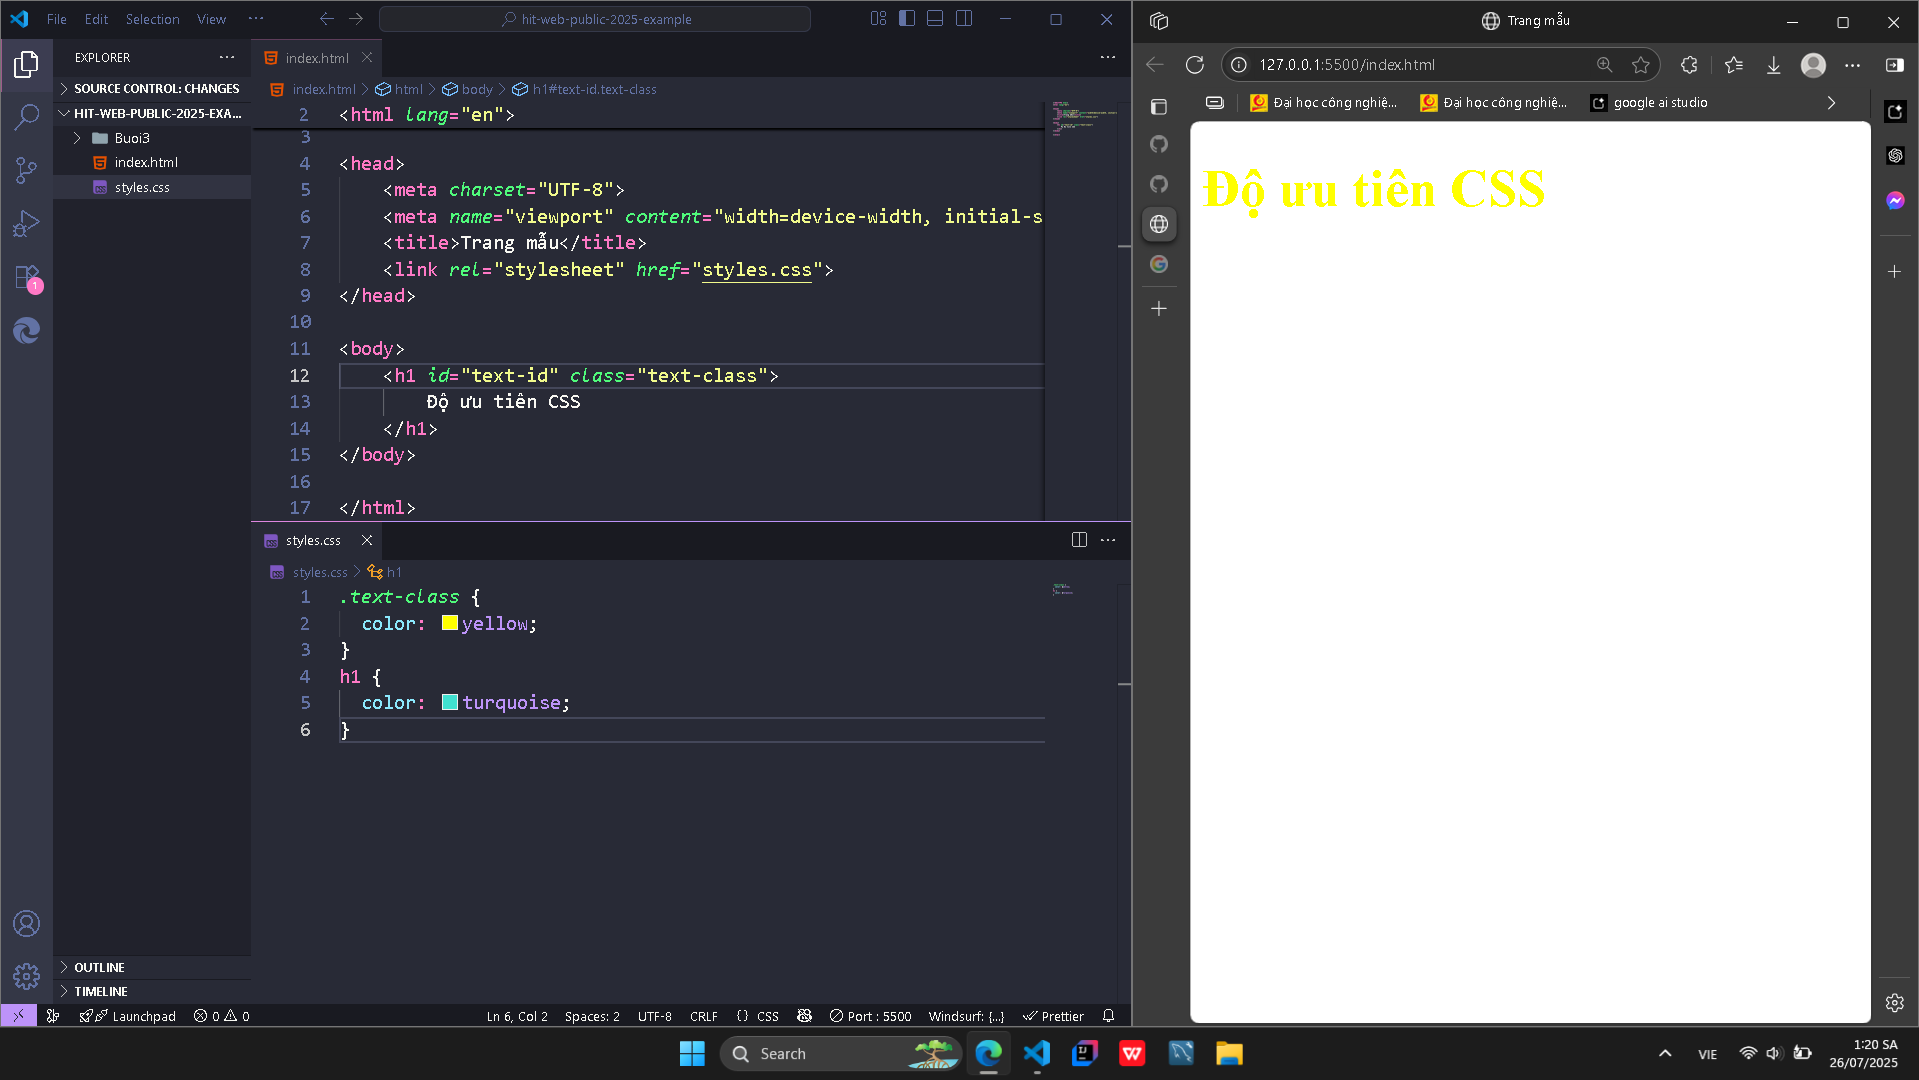 File Edit Selection View ...
hit-web-public-2025-example
EXPLORER
SOURCE CONTROL: CHANGES
HIT-WEB-PUBLIC-2025-EXA...
Buoi3
index.html
styles.css
OUTLINE
TIMELINE
index.html
index.html > html > body > h1#text-id.text-class
2 <html lang="en">
3
4 <head>
5 <meta charset="UTF-8">
6 <meta name="viewport" content="width=device-width, initial-s
7 <title>Trang mẫu</title>
8 <link rel="stylesheet" href="styles.css">
9 </head>
10
11 <body>
12 <h1 id="text-id" class="text-class">
13 Độ ưu tiên CSS
14 </h1>
15 </body>
16
17 </html>
styles.css
styles.css > h1
1 .text-class {
2 color: yellow;
3 }
4 h1 {
5 color: turquoise;
6 }
1
Launchpad 0 0 Ln 6, Col 2 Spaces: 2 UTF-8 CRLF {} CSS Port : 5500 Windsurf: {...} Prettier
Trang mẫu
127.0.0.1:5500/index.html
Đại học công nghiệ... Đại học công nghiệ... google ai studio
Độ ưu tiên CSS
Search
VIE
1:20 SA
26/07/2025